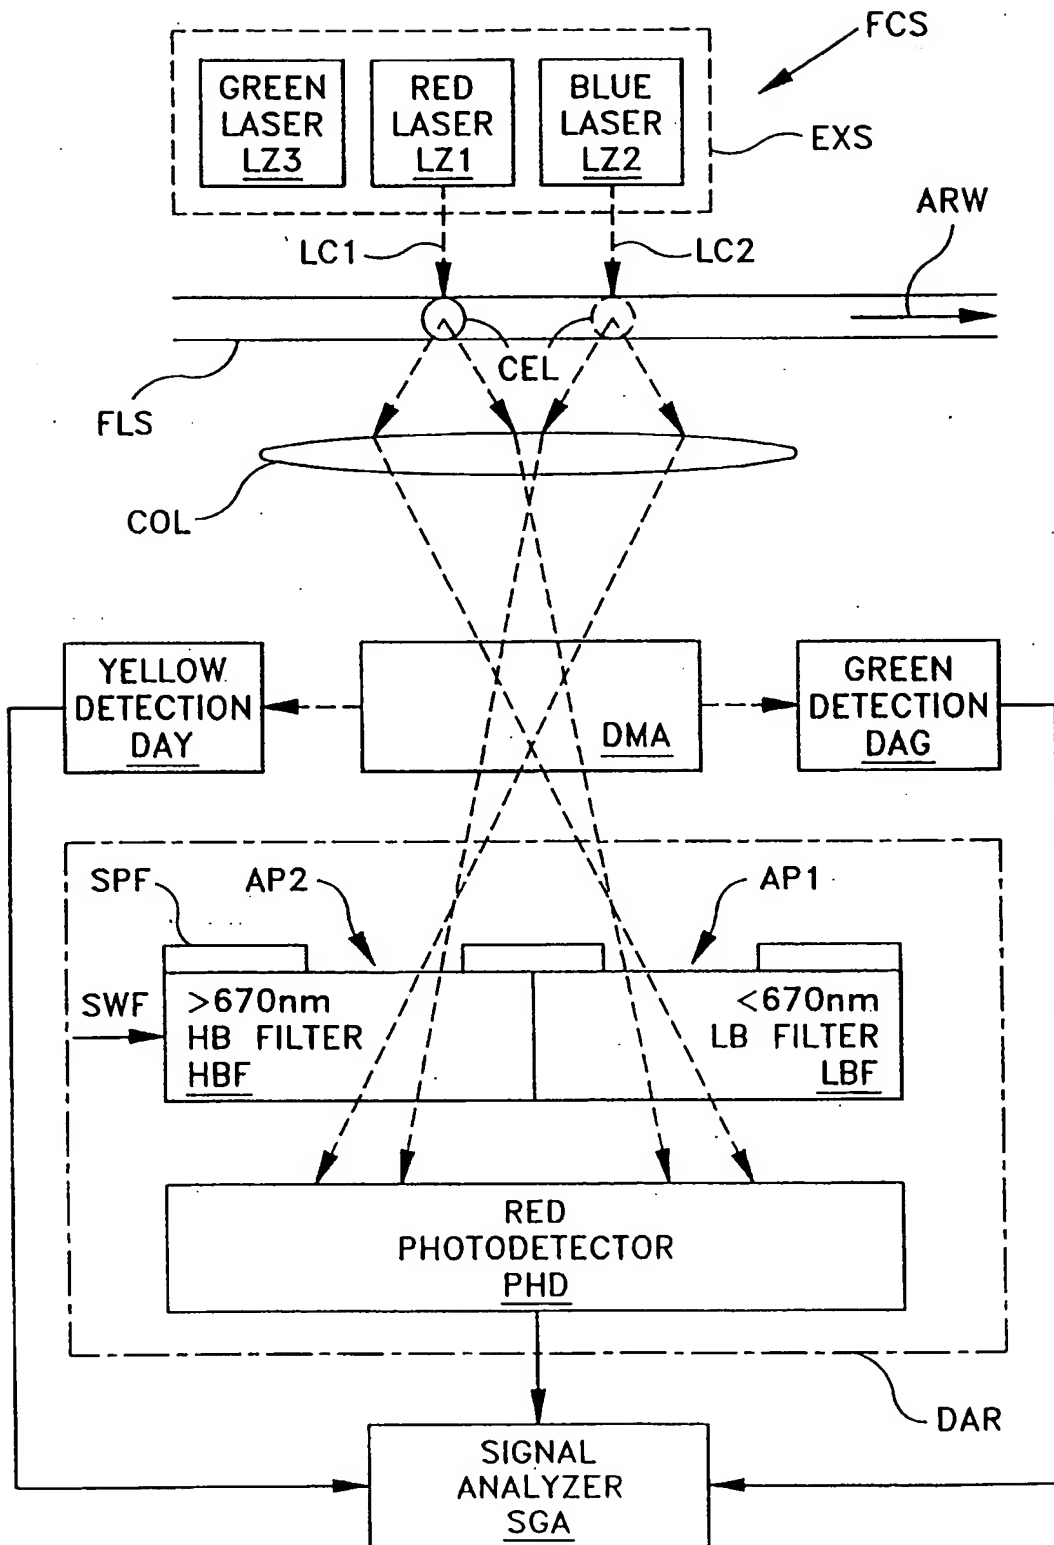 FCS
GREEN
LASER
LZ3
RED
LASER
LZ1
BLUE
LASER
LZ2
EXS
LC1
LC2
ARW
CEL
FLS
COL
YELLOW
DETECTION
DAY
DMA
GREEN
DETECTION
DAG
SPF
AP2
AP1
SWF
>670nm
HB FILTER
HBF
<670nm
LB FILTER
LBF
RED
PHOTODETECTOR
PHD
DAR
SIGNAL
ANALYZER
SGA